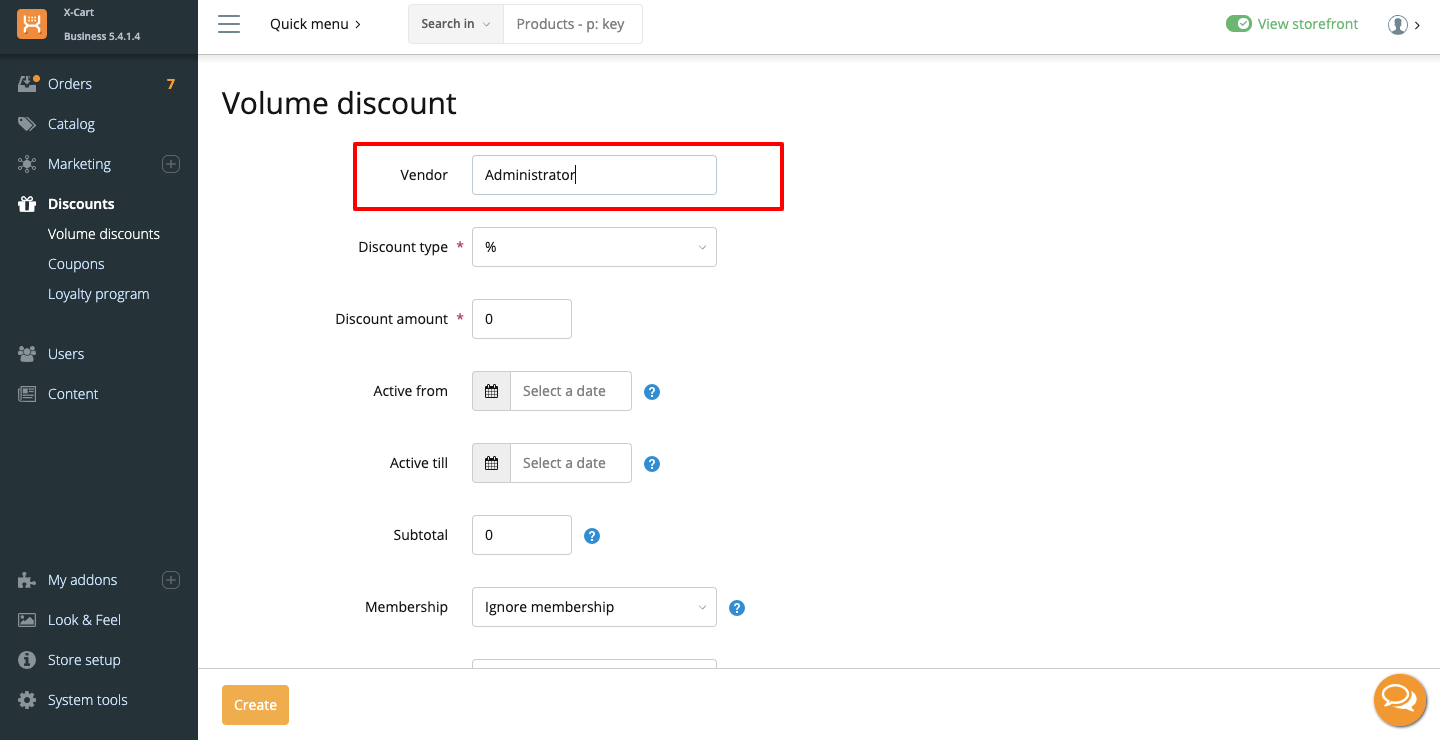 X-Cart
Business 5.4.1.4
Quick menu
Search in
Products - p: key
View storefront
Orders 7
Catalog
Marketing
Discounts
Volume discounts
Coupons
Loyalty program
Users
Content
My addons
Look & Feel
Store setup
System tools
Volume discount
Vendor Administrator
Discount type * %
Discount amount * 0
Active from Select a date ?
Active till Select a date ?
Subtotal 0 ?
Membership Ignore membership ?
Create